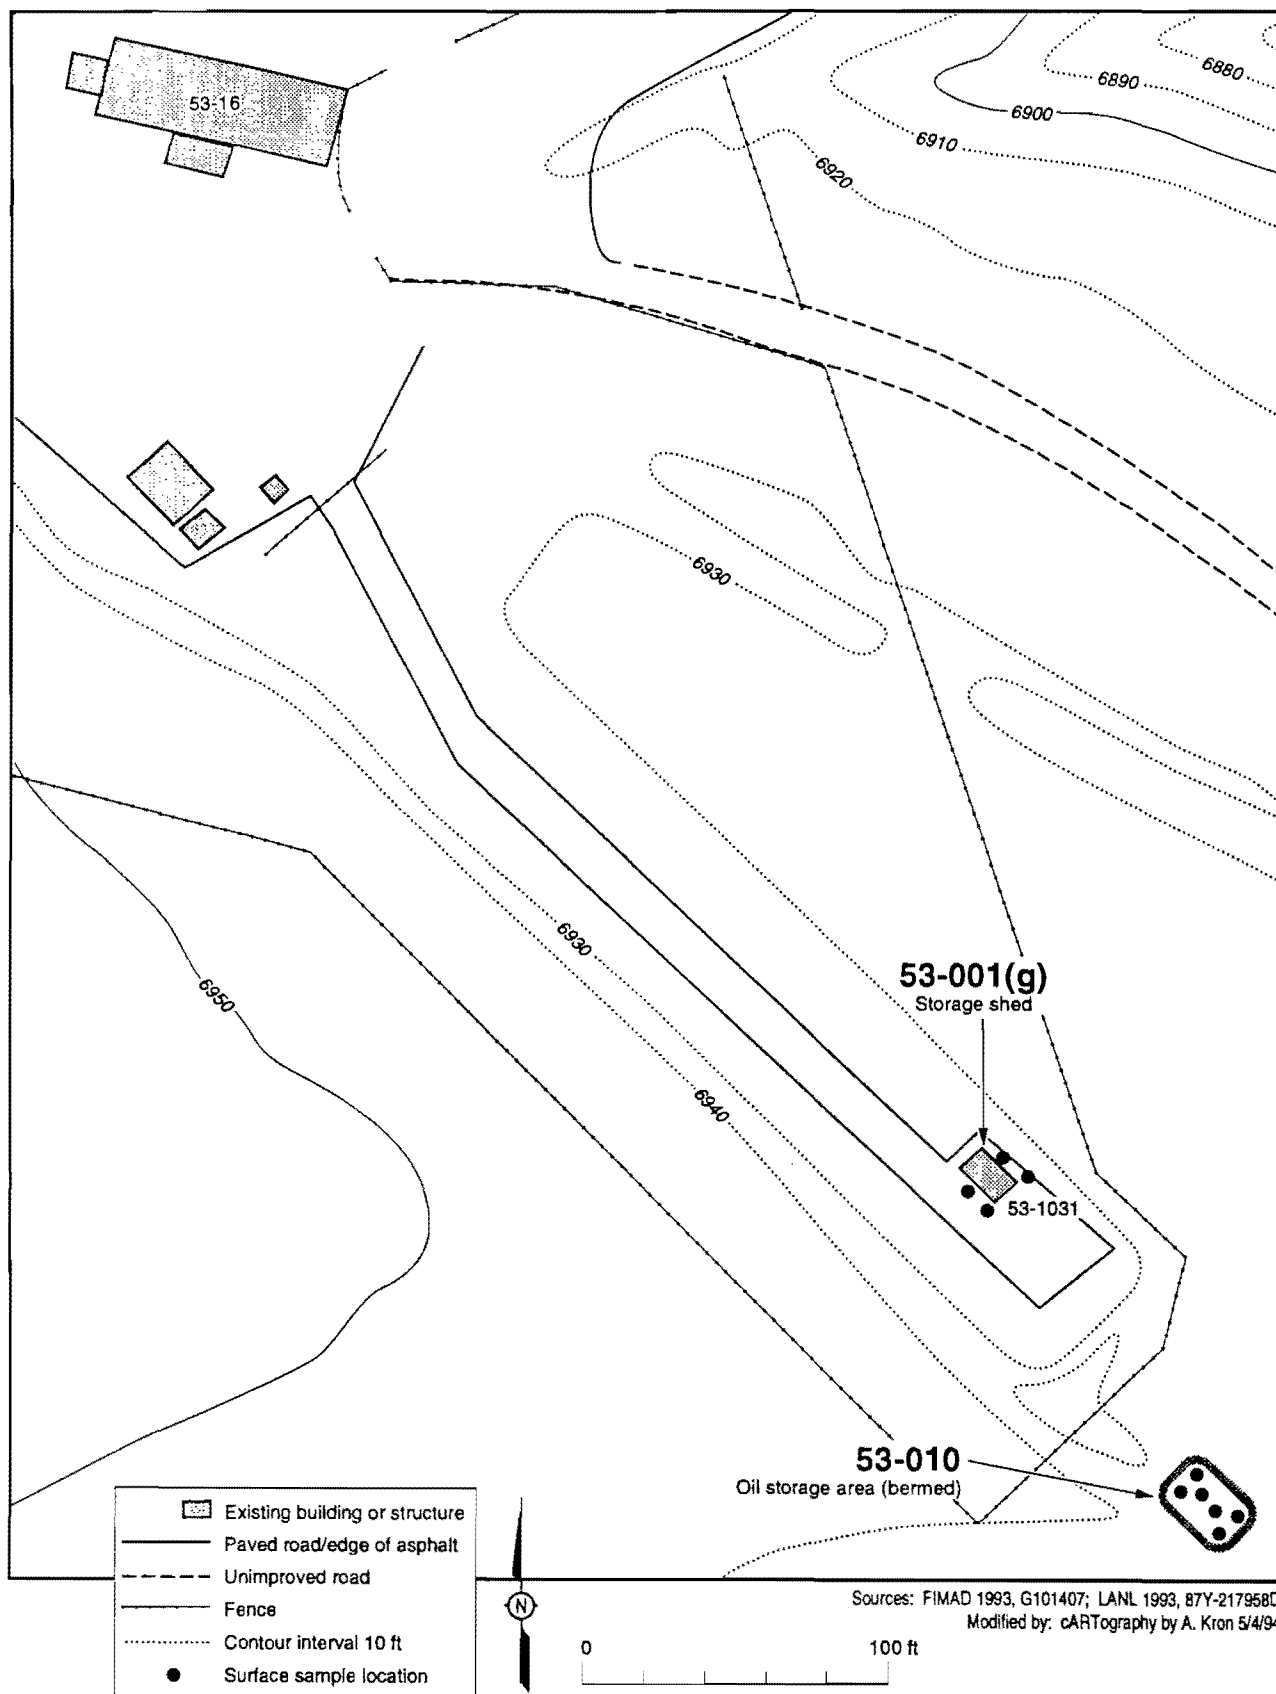 53-16
6880
6890
6900
6910
6920
6930
53-001(g)
Storage shed
6930
6950
6940
53-1031
53-010
Oil storage area (bermed)
Existing building or structure
Paved road/edge of asphalt
Unimproved road
Fence
Contour interval 10 ft
Surface sample location
N
0 100 ft
Sources: FIMAD 1993, G101407; LANL 1993, 87Y-217958D
Modified by: cARTography by A. Kron 5/4/94